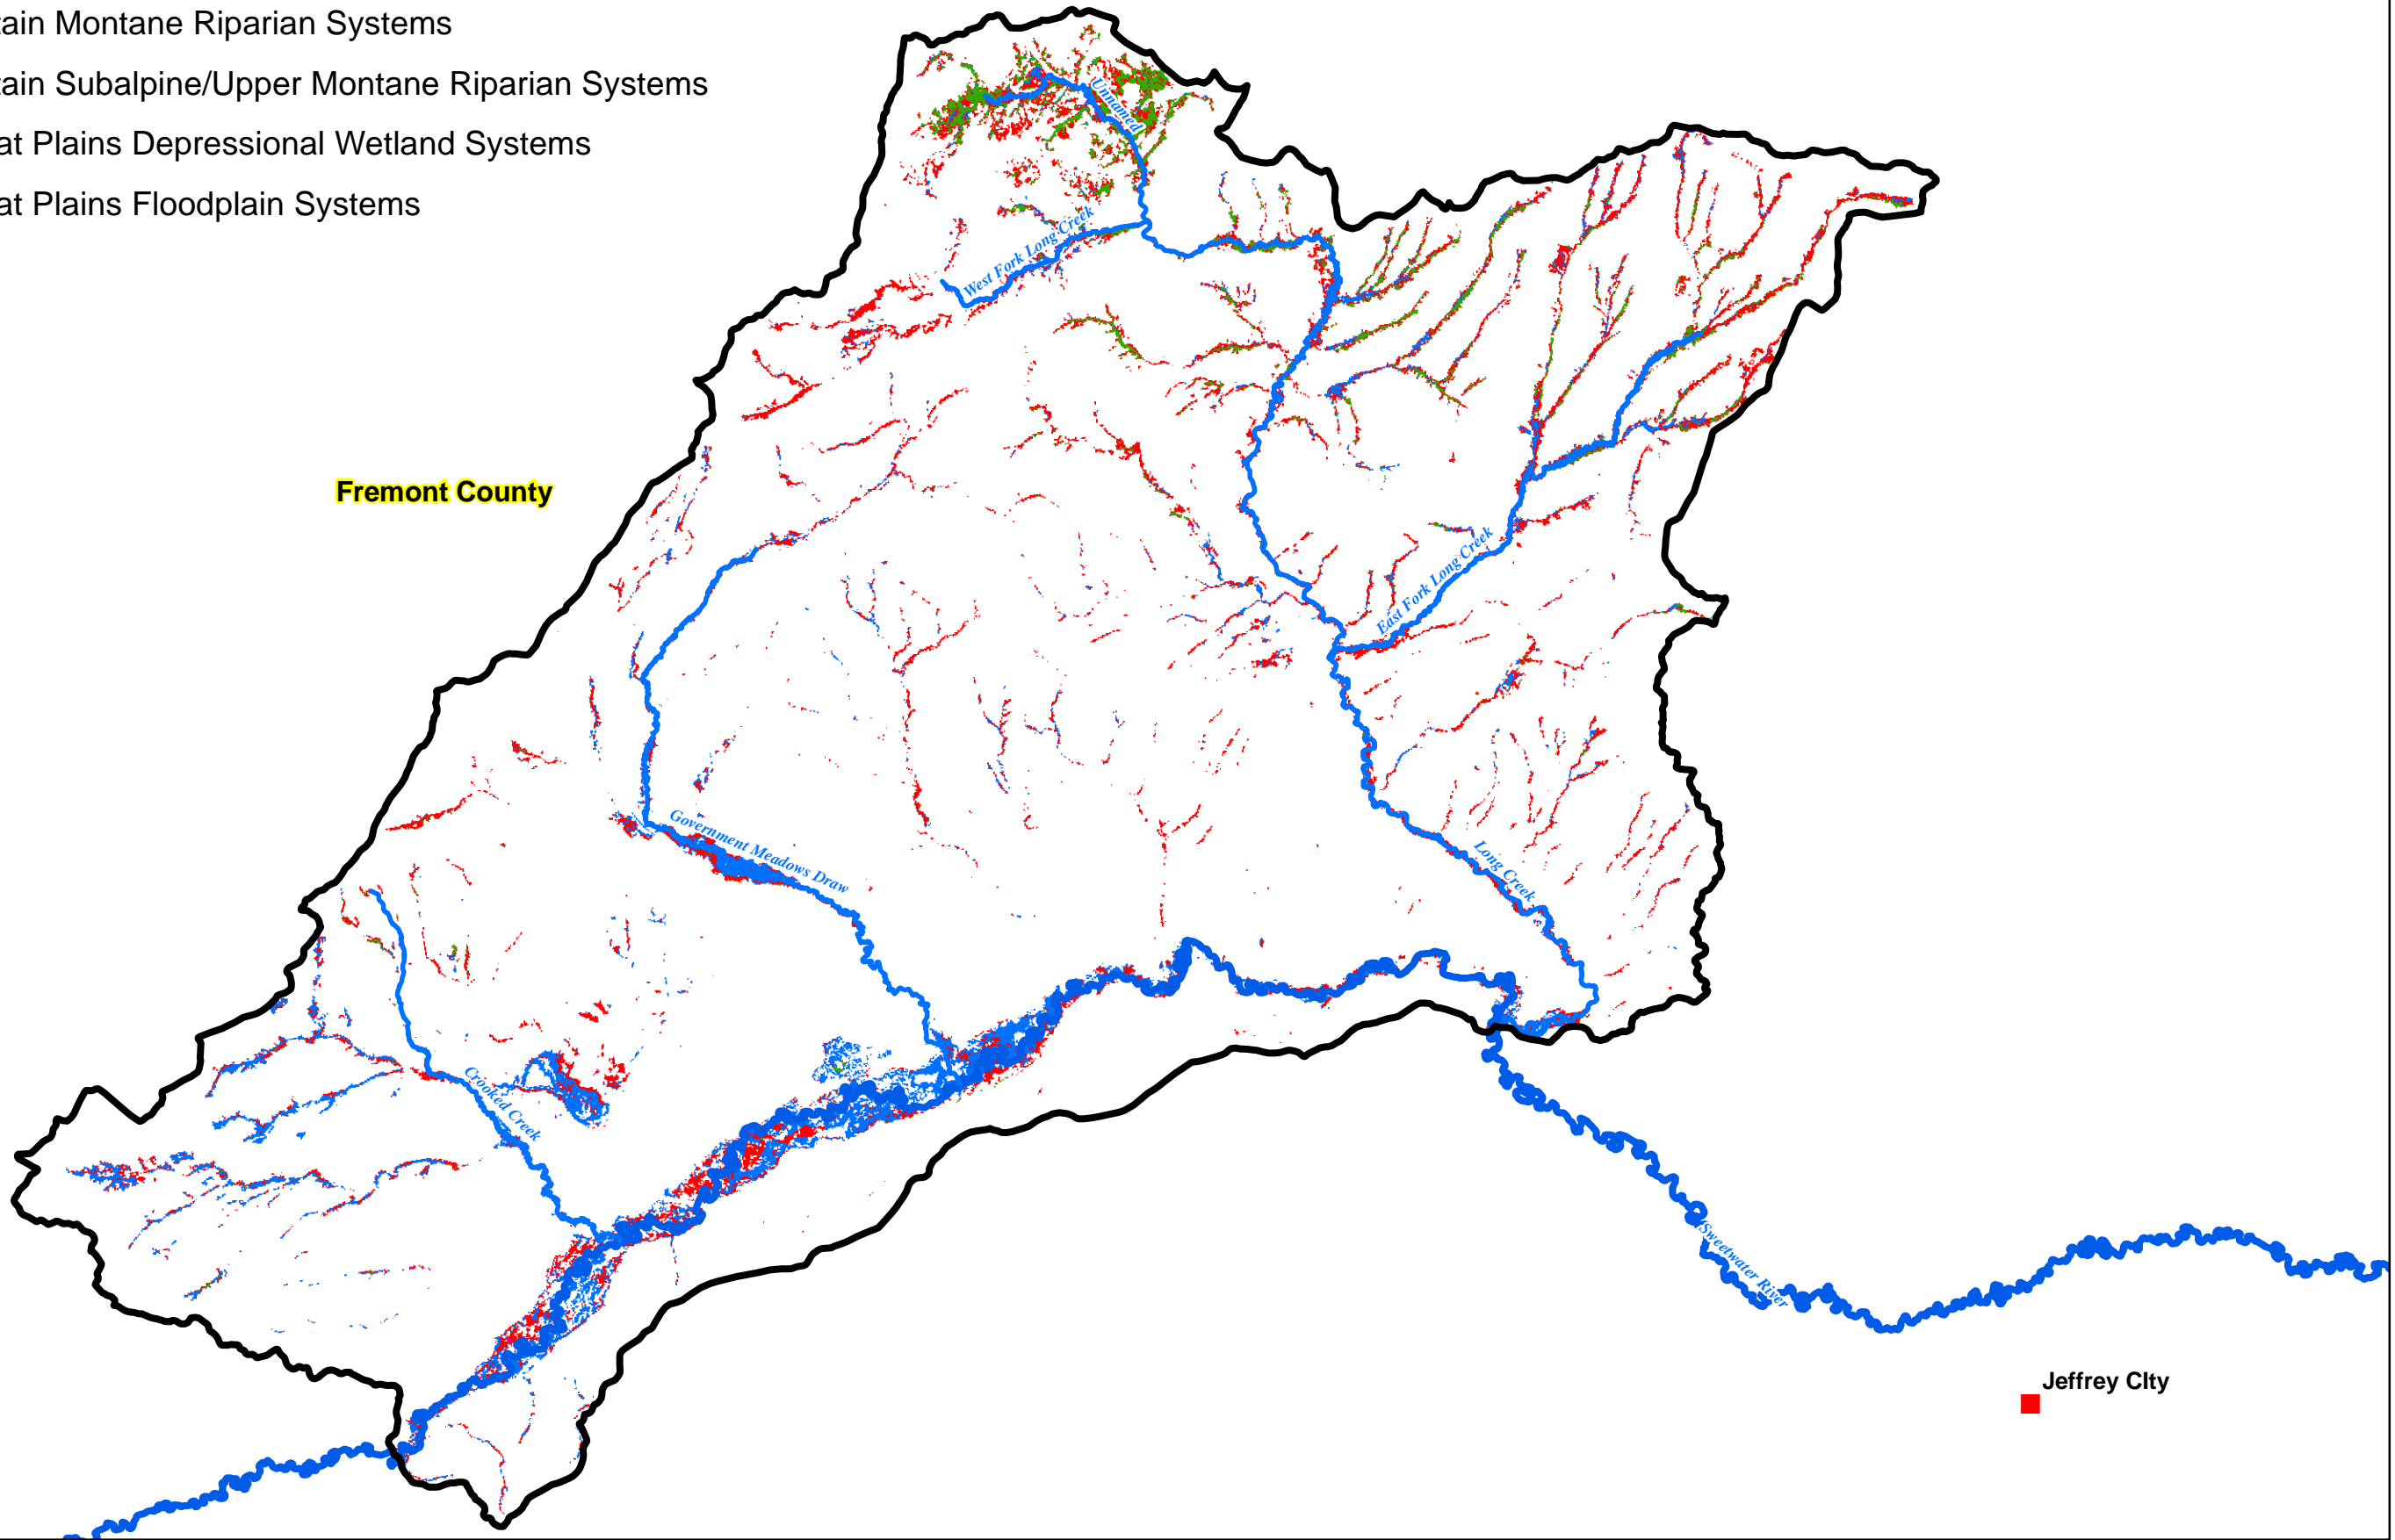 tain Montane Riparian Systems
tain Subalpine/Upper Montane Riparian Systems
at Plains Depressional Wetland Systems
at Plains Floodplain Systems
Unnamed
West Fork Long Creek
Fremont County
East Fork Long Creek
Government Meadows Draw
Long Creek
Crooked Creek
Sweetwater River
Jeffrey CIty